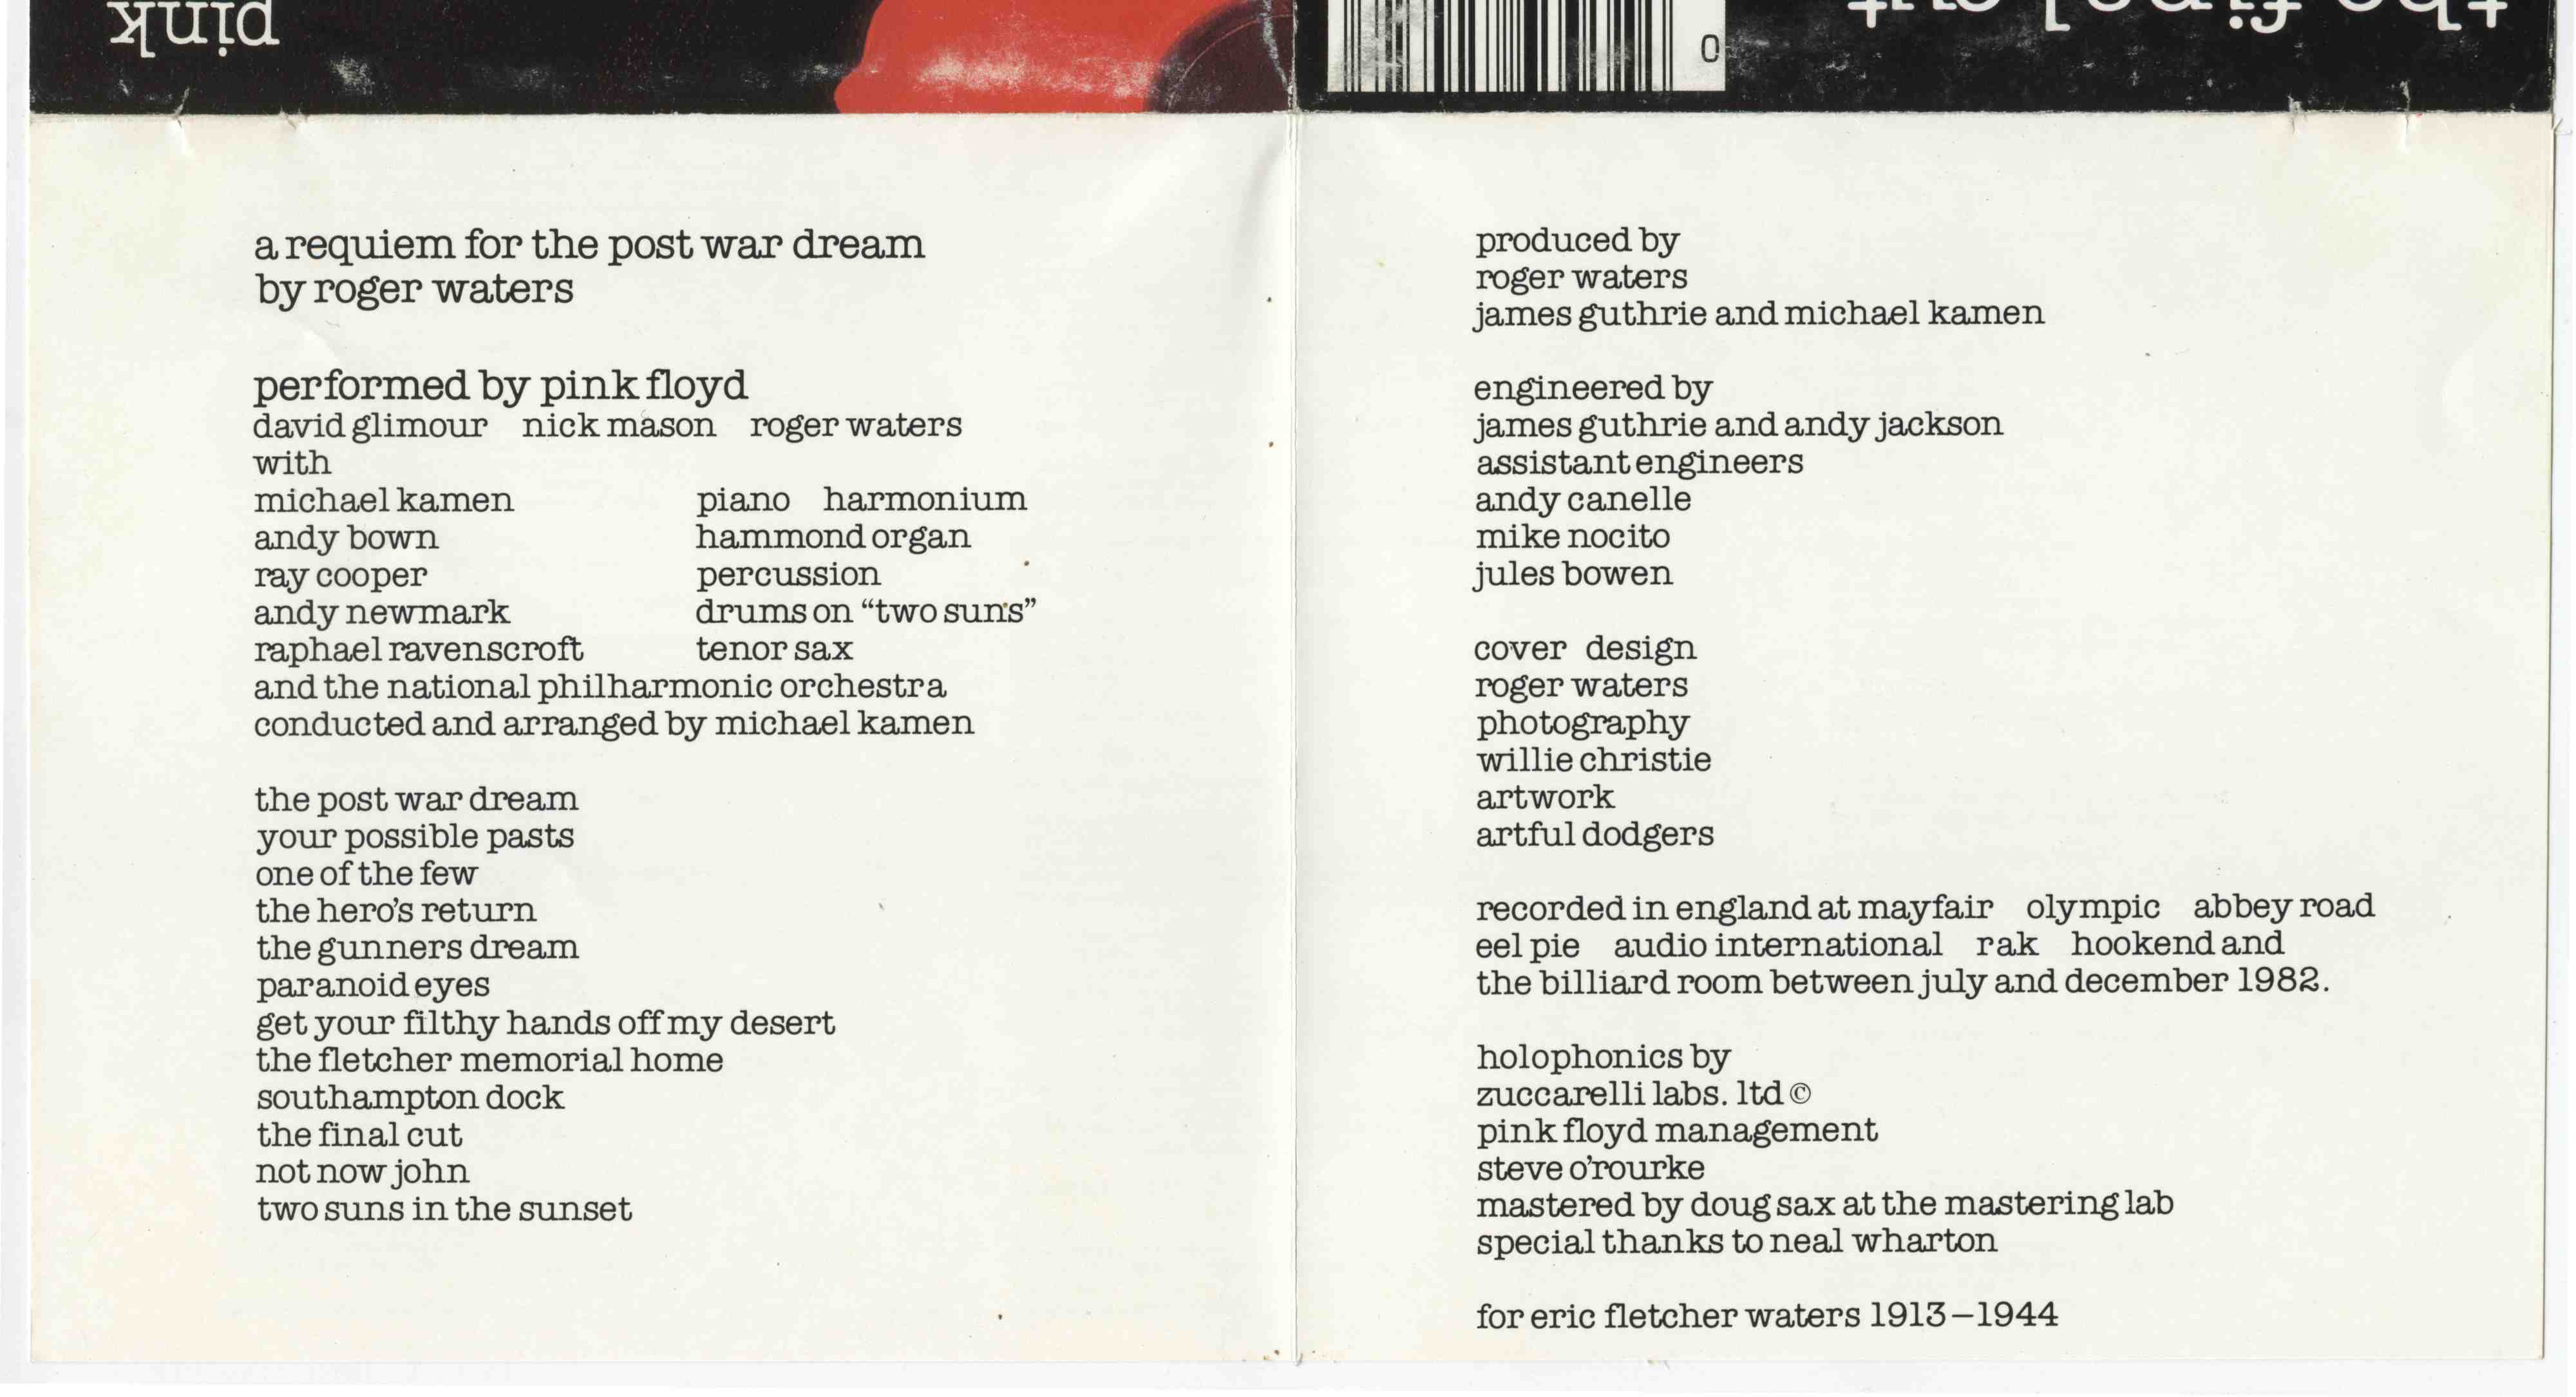 pink
0
the final cut
a requiem for the post war dream
by roger waters
performed by pink floyd
david glimour nick mason roger waters
with
michael kamen piano harmonium
andy bown hammond organ
ray cooper percussion
andy newmark drums on “two suns”
raphael ravenscroft tenor sax
and the national philharmonic orchestra
conducted and arranged by michael kamen
the post war dream
your possible pasts
one of the few
the hero's return
the gunners dream
paranoid eyes
get your filthy hands off my desert
the fletcher memorial home
southampton dock
the final cut
not now john
two suns in the sunset
produced by
roger waters
james guthrie and michael kamen
engineered by
james guthrie and andy jackson
assistant engineers
andy canelle
mike nocito
jules bowen
cover design
roger waters
photography
willie christie
artwork
artful dodgers
recorded in england at mayfair olympic abbey road
eel pie audio international rak hookend and
the billiard room between july and december 1982.
holophonics by
zuccarelli labs. ltd ©
pink floyd management
steve o'rourke
mastered by doug sax at the mastering lab
special thanks to neal wharton
for eric fletcher waters 1913–1944